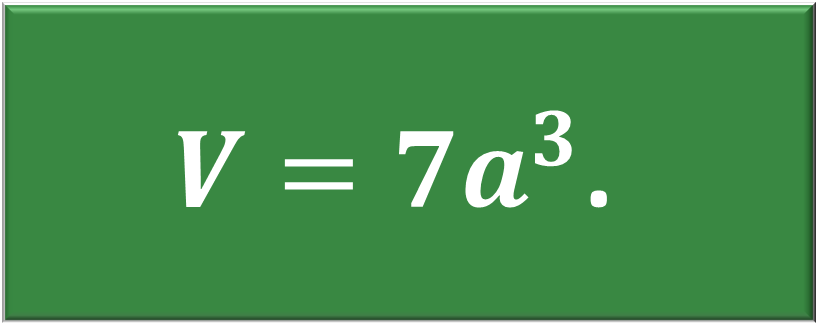 V = 7a³.